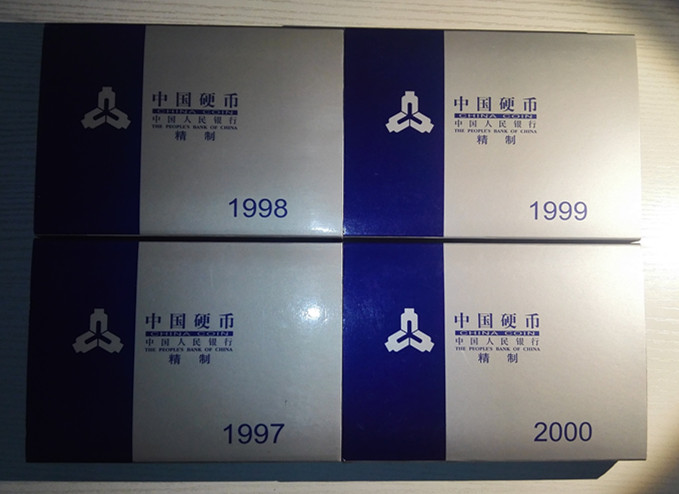 中国硬币
CHINA COIN
中国人民银行
THE PEOPLE'S BANK OF CHINA
精制
1998
中国硬币
CHINA COIN
中国人民银行
THE PEOPLE'S BANK OF CHINA
精制
1999
中国硬币
CHINA COIN
中国人民银行
THE PEOPLE'S BANK OF CHINA
精制
1997
中国硬币
CHINA COIN
中国人民银行
THE PEOPLE'S BANK OF CHINA
精制
2000